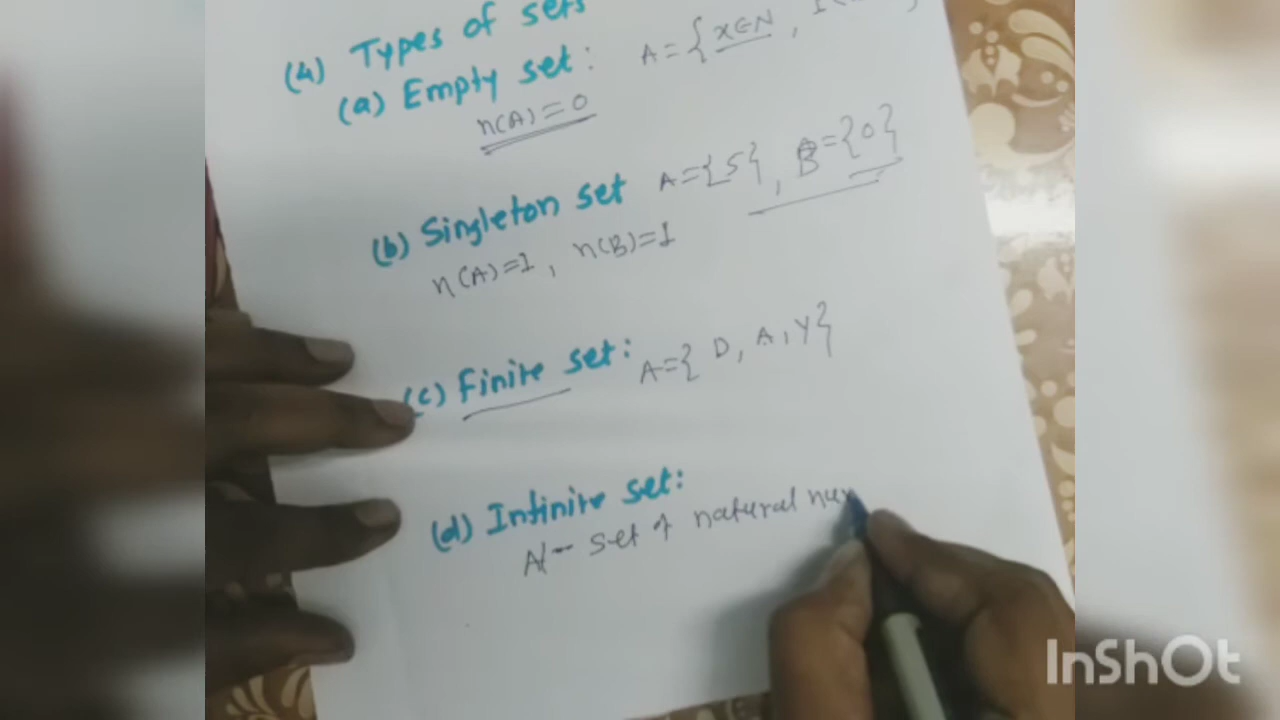 (4) Types of sets
(a) Empty set: A={x∈N,
n(A)=0
(b) Singleton set A={5}, B={0}
n(A)=1, n(B)=1
(c) Finite set: A={D, A, Y}
(d) Infinite set:
set of natural
InShOt